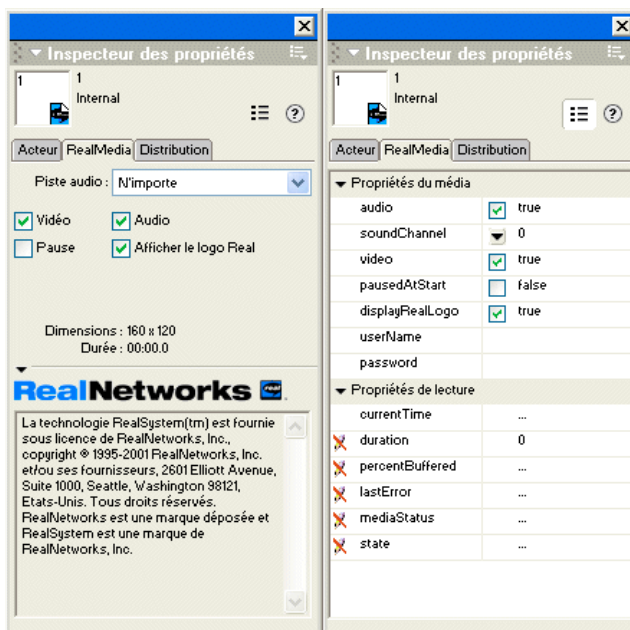 Inspecteur des propriétés
1
1
Internal
Acteur RealMedia Distribution
Piste audio : N'importe
Vidéo Audio
Pause Afficher le logo Real
Dimensions : 160 x 120
Durée : 00:00.0
RealNetworks real
La technologie RealSystem(tm) est fournie
sous licence de RealNetworks, Inc.,
copyright © 1995-2001 RealNetworks, Inc.
et/ou ses fournisseurs, 2601 Elliott Avenue,
Suite 1000, Seattle, Washington 98121,
Etats-Unis. Tous droits réservés.
RealNetworks est une marque déposée et
RealSystem est une marque de
RealNetworks, Inc.
Inspecteur des propriétés
1
1
Internal
Acteur RealMedia Distribution
Propriétés du média
audio true
soundChannel 0
video true
pausedAtStart false
displayRealLogo true
userName
password
Propriétés de lecture
currentTime ...
duration 0
percentBuffered ...
lastError ...
mediaStatus ...
state ...